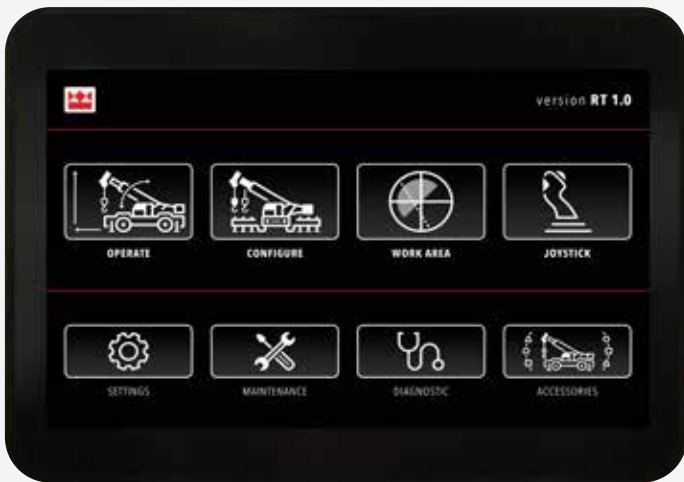 version RT 1.0
OPERATE
CONFIGURE
WORK AREA
JOYSTICK
SETTINGS
MAINTENANCE
DIAGNOSTIC
ACCESSORIES